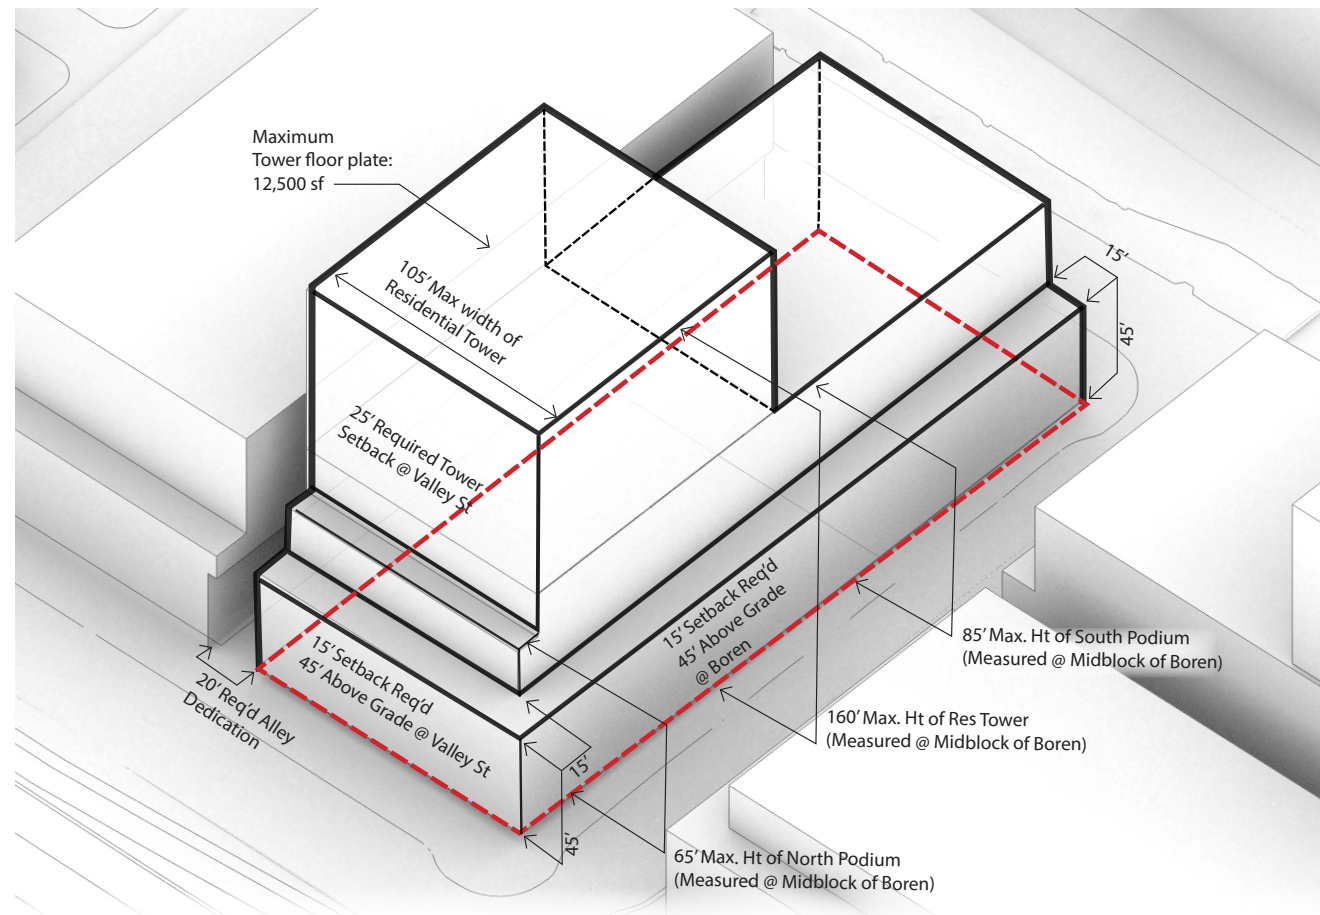 Maximum
Tower floor plate:
12,500 sf
105’ Max width of
Residential Tower
25’ Required Tower
Setback @ Valley St
15’
45’
15’ Setback Req’d
45’ Above Grade
@ Boren
15’ Setback Req’d
45’ Above Grade @ Valley St
20’ Req’d Alley
Dedication
85’ Max. Ht of South Podium
(Measured @ Midblock of Boren)
160’ Max. Ht of Res Tower
(Measured @ Midblock of Boren)
15’
45’
65’ Max. Ht of North Podium
(Measured @ Midblock of Boren)